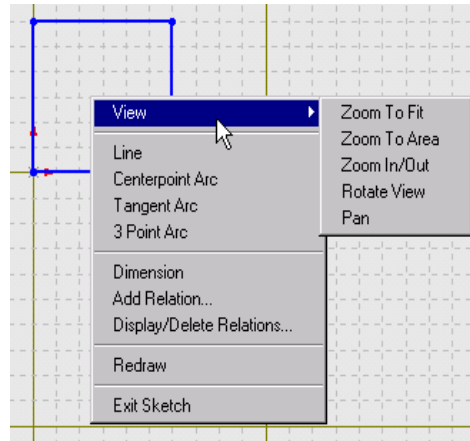 View
Line
Centerpoint Arc
Tangent Arc
3 Point Arc
Dimension
Add Relation...
Display/Delete Relations...
Redraw
Exit Sketch
Zoom To Fit
Zoom To Area
Zoom In/Out
Rotate View
Pan